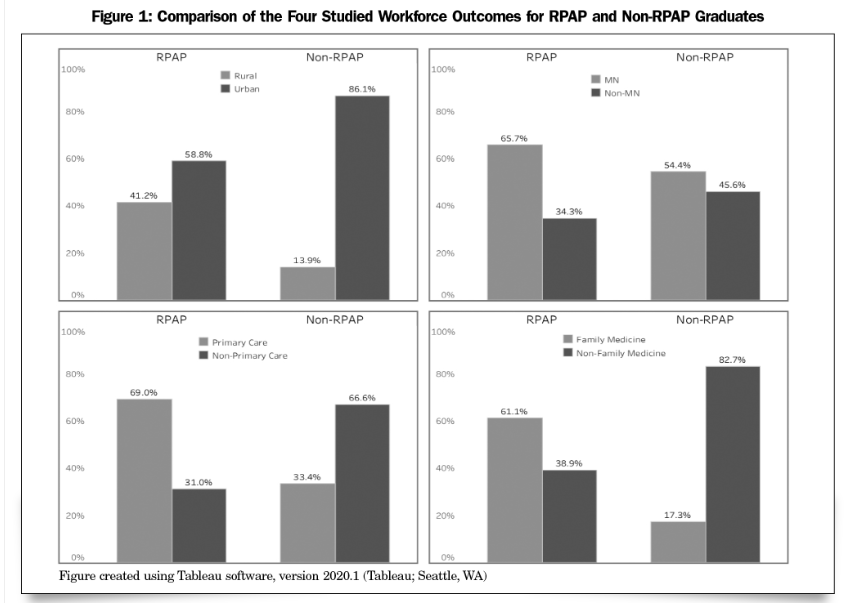 Figure 1: Comparison of the Four Studied Workforce Outcomes for RPAP and Non-RPAP Graduates
RPAP Non-RPAP
100%
Rural
Urban
86.1%
80%
60%
58.8%
41.2%
40%
20%
13.9%
0%
RPAP Non-RPAP
100%
MN
Non-MN
80%
65.7%
60%
54.4%
45.6%
40%
34.3%
20%
0%
RPAP Non-RPAP
100%
Primary Care
Non-Primary Care
80%
69.0%
66.6%
60%
40%
31.0%
33.4%
20%
0%
RPAP Non-RPAP
100%
Family Medicine
Non-Family Medicine
82.7%
80%
61.1%
60%
40%
38.9%
20%
17.3%
0%
Figure created using Tableau software, version 2020.1 (Tableau; Seattle, WA)